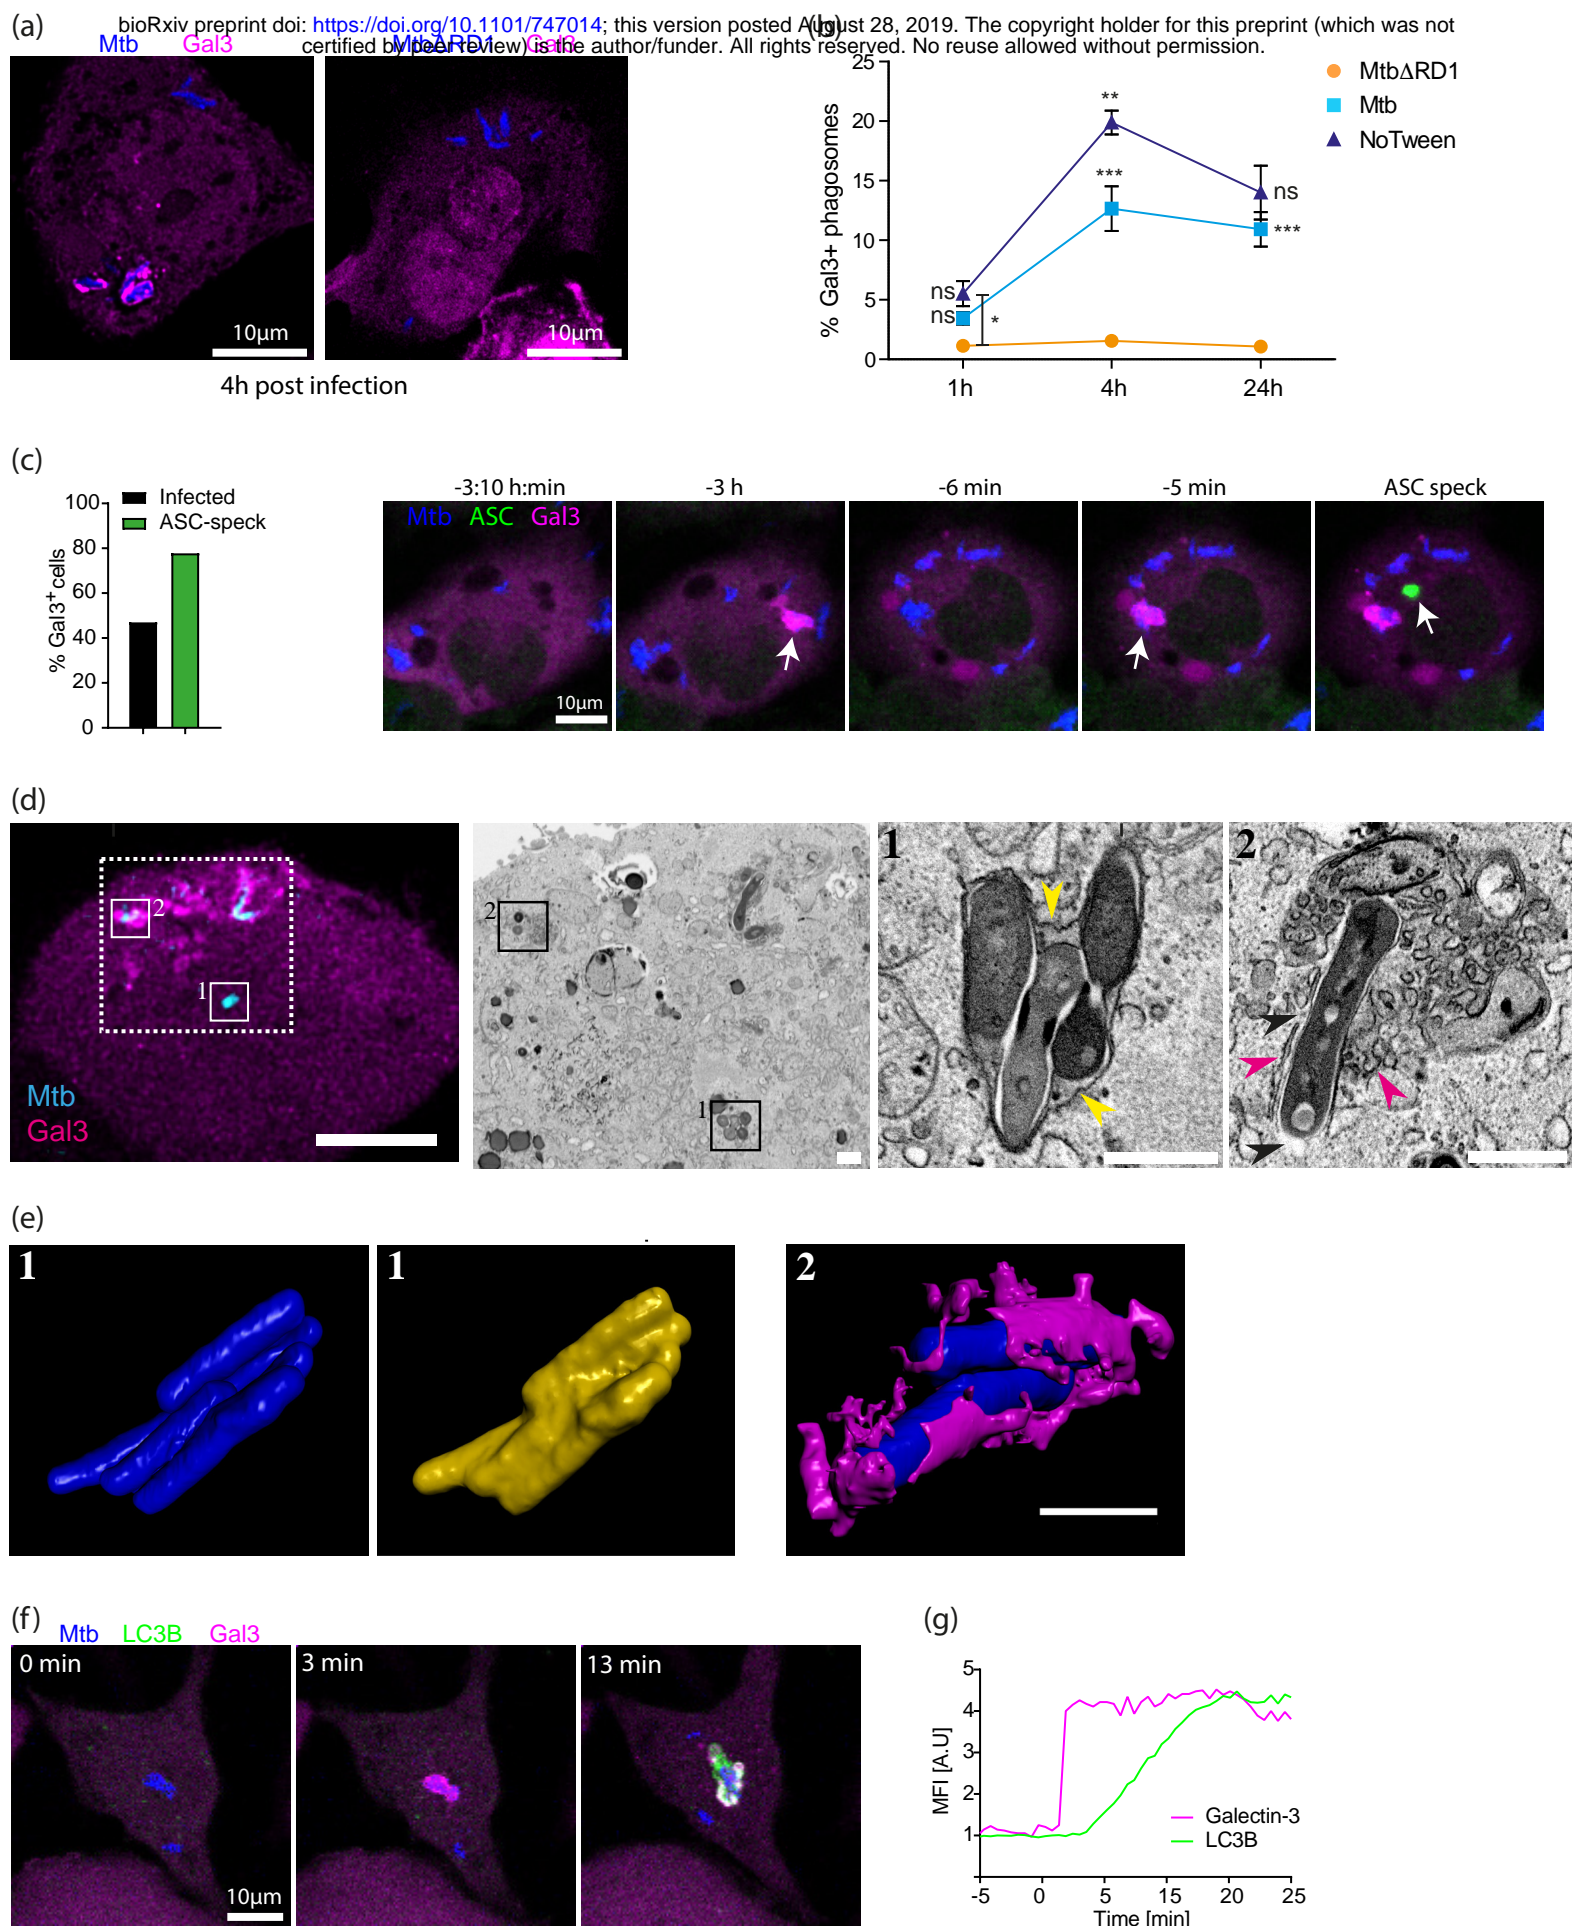 bioRxiv preprint doi: https://doi.org/10.1101/747014; this version posted August 28, 2019. The copyright holder for this preprint (which was not
certified by peer review) is the author/funder. All rights reserved. No reuse allowed without permission.
(a)
Mtb Gal3
MtbΔRD1 Gal3
10µm
10µm
4h post infection
(b)
25
20
15
10
5
0
% Gal3+ phagosomes
MtbΔRD1
Mtb
NoTween
**
***
ns
***
ns
ns
*
1h 4h 24h
(c)
100
80
60
40
20
0
% Gal3+ cells
Infected
ASC-speck
-3:10 h:min
-3 h
-6 min
-5 min
ASC speck
Mtb ASC Gal3
10µm
(d)
2
1
Mtb
Gal3
2
1
1
2
(e)
1
1
2
(f)
Mtb LC3B Gal3
0 min
3 min
13 min
10µm
(g)
5
4
3
2
1
MFI [A.U]
Galectin-3
LC3B
-5 0 5 15 20 25
Time [min]